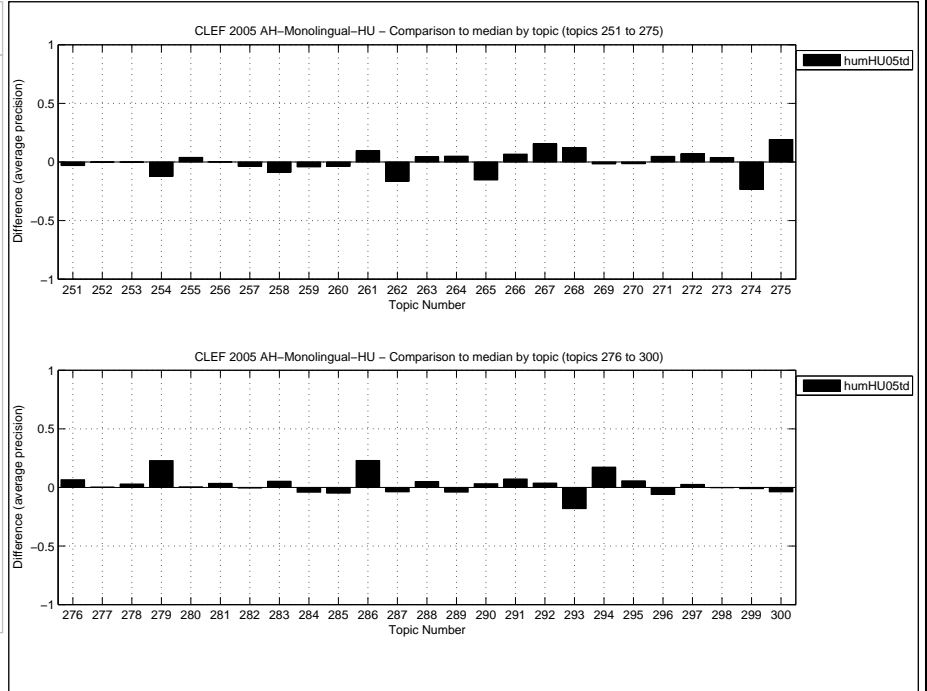 CLEF 2005 AH−Monolingual−HU − Comparison to median by topic (topics 251 to 275)
1
0.5
0
−0.5
−1
Difference (average precision)
humHU05td
251 252 253 254 255 256 257 258 259 260 261 262 263 264 265 266 267 268 269 270 271 272 273 274 275
Topic Number
CLEF 2005 AH−Monolingual−HU − Comparison to median by topic (topics 276 to 300)
1
0.5
0
−0.5
−1
Difference (average precision)
humHU05td
276 277 278 279 280 281 282 283 284 285 286 287 288 289 290 291 292 293 294 295 296 297 298 299 300
Topic Number